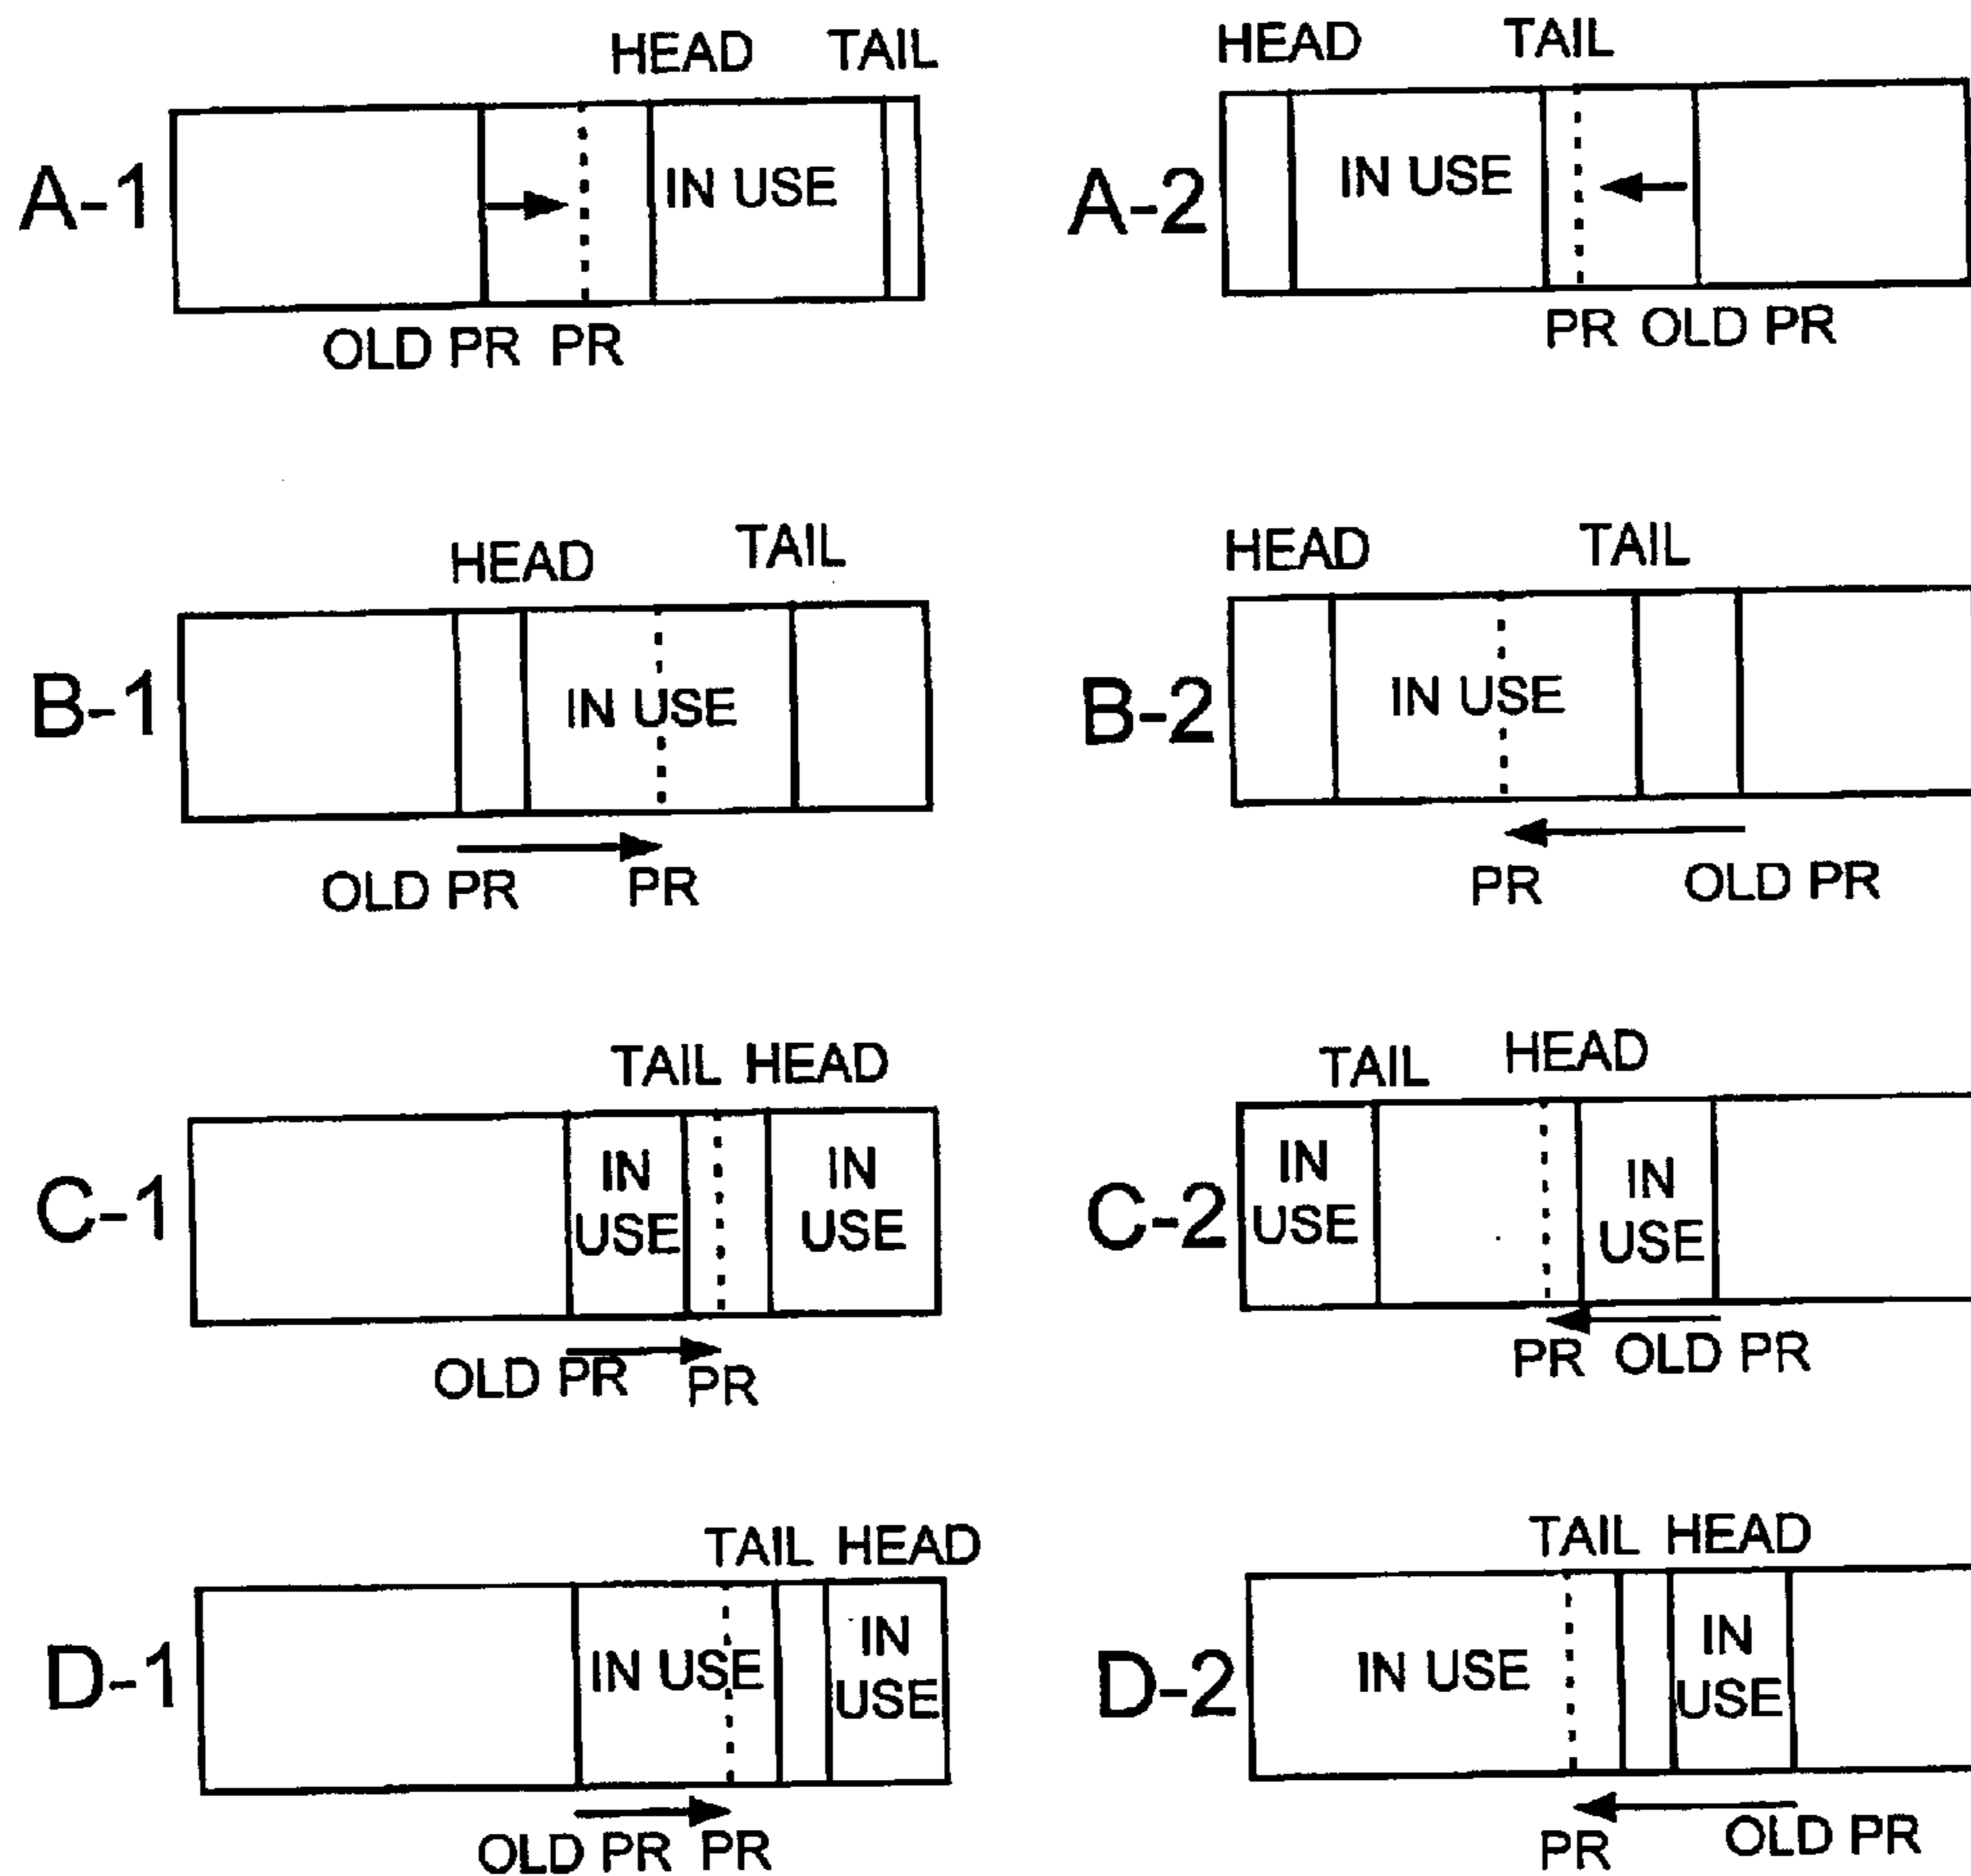 HEAD TAIL
A-1 IN USE
OLD PR PR
HEAD TAIL
A-2 IN USE
PR OLD PR
HEAD TAIL
B-1 IN USE
OLD PR PR
HEAD TAIL
B-2 IN USE
PR OLD PR
TAIL HEAD
C-1
IN
USE
IN
USE
OLD PR PR
TAIL HEAD
C-2
IN
USE
IN
USE
PR OLD PR
TAIL HEAD
D-1 IN USE
IN
USE
OLD PR PR
TAIL HEAD
D-2 IN USE
IN
USE
PR OLD PR